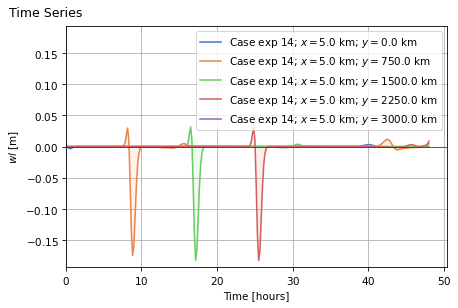 Time Series
wl [m]
0.15
0.10
0.05
0.00
−0.05
−0.10
−0.15
Case exp 14; x = 5.0 km; y = 0.0 km
Case exp 14; x = 5.0 km; y = 750.0 km
Case exp 14; x = 5.0 km; y = 1500.0 km
Case exp 14; x = 5.0 km; y = 2250.0 km
Case exp 14; x = 5.0 km; y = 3000.0 km
0 10 20 30 40 50
Time [hours]